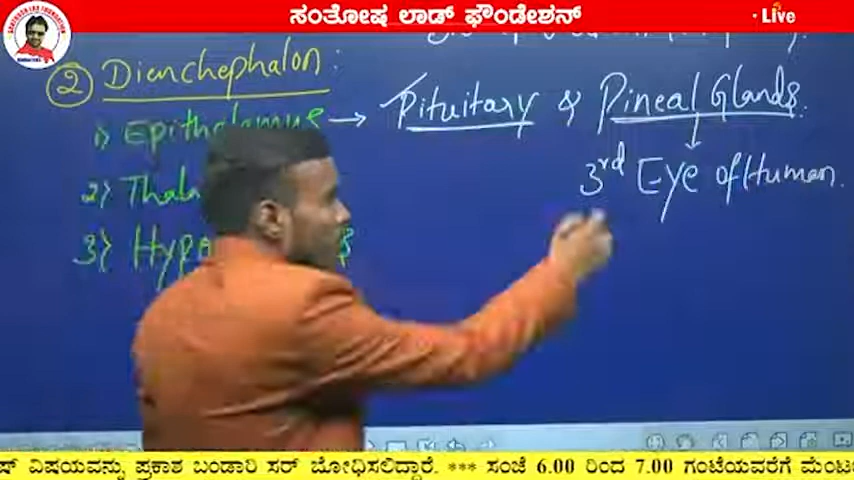 ಸಂತೋಷ ಲಾಡ್ ಫೌಂಡೇಶನ್
Live
② Dienchephalon :
1) Epithalamus → Pituitary & Pineal Glands.
3rd Eye of Human.
2) Thala
3) Hypo
ವಿಷಯವನ್ನು ಪ್ರಕಾಶ ಬಂಡಾರಿ ಸರ್ ಬೋಧಿಸಲಿದ್ದಾರೆ. *** ಸಂಜೆ 6.00 ರಿಂದ 7.00 ಗಂಟೆಯವರೆಗೆ